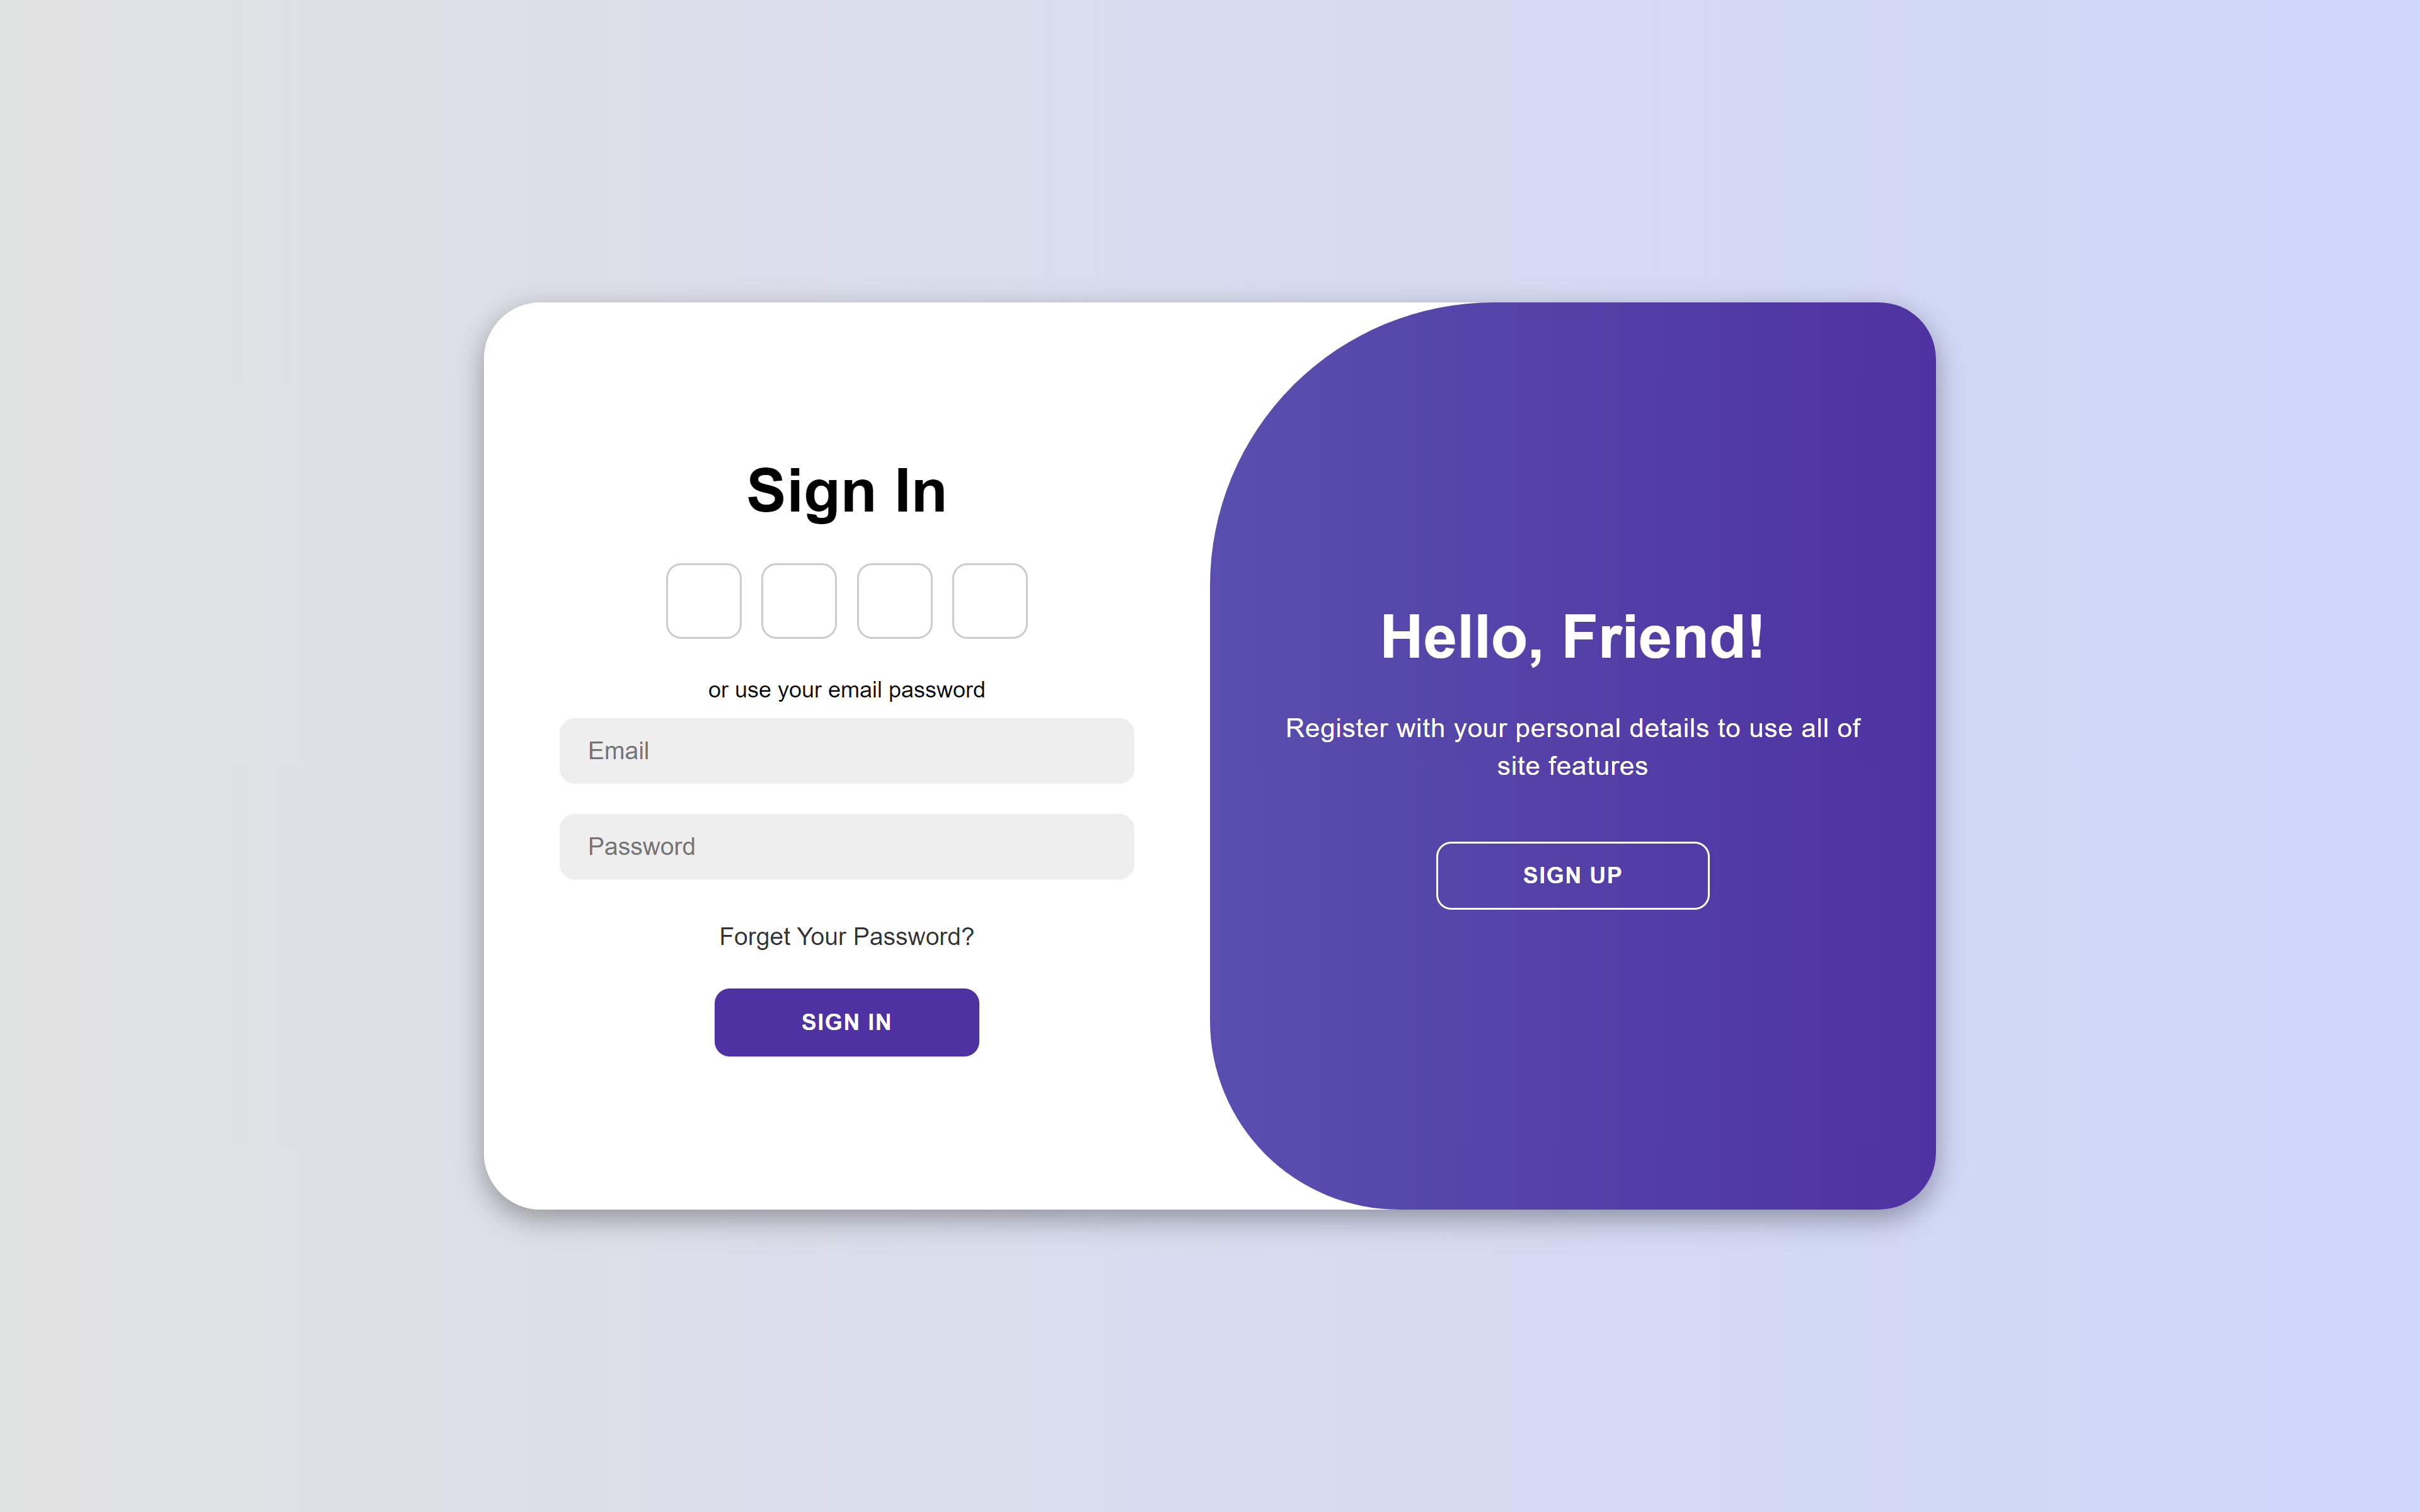 Sign In
or use your email password
Email
Password
Forget Your Password?
SIGN IN
Hello, Friend!
Register with your personal details to use all of
site features
SIGN UP